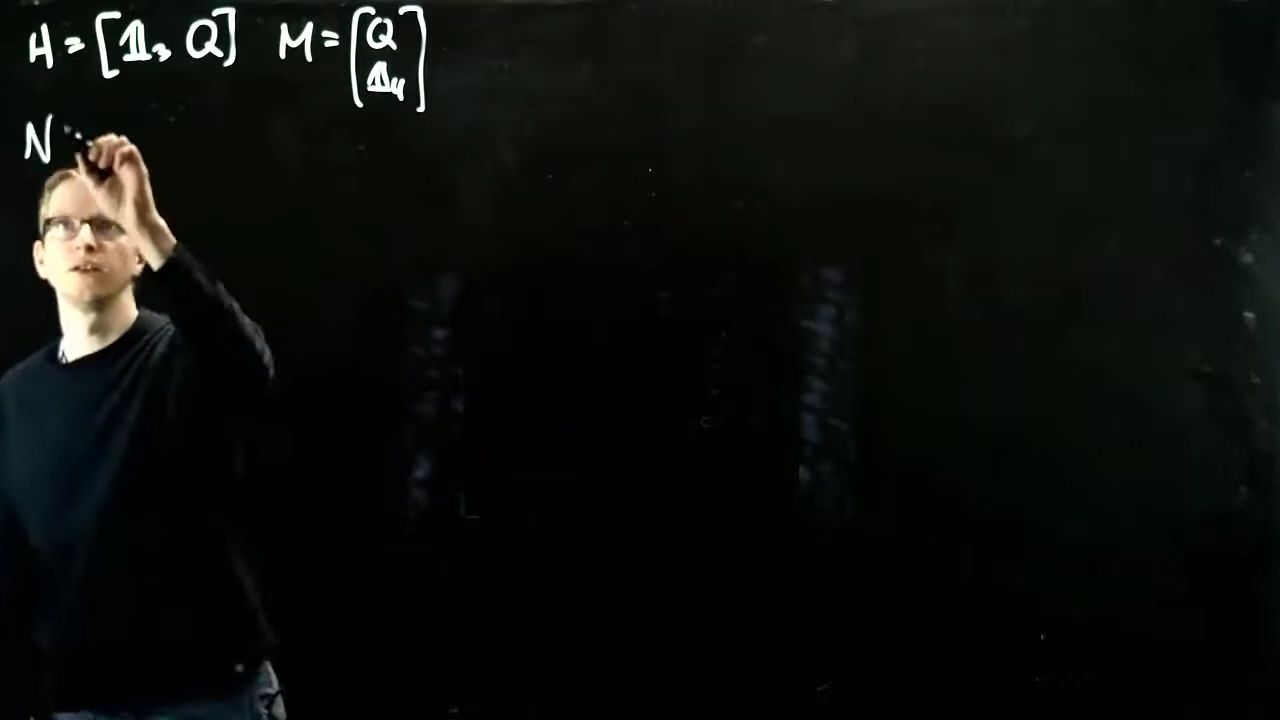 H = [𝟙₃ Q] M = [Q
𝟙₄]
N